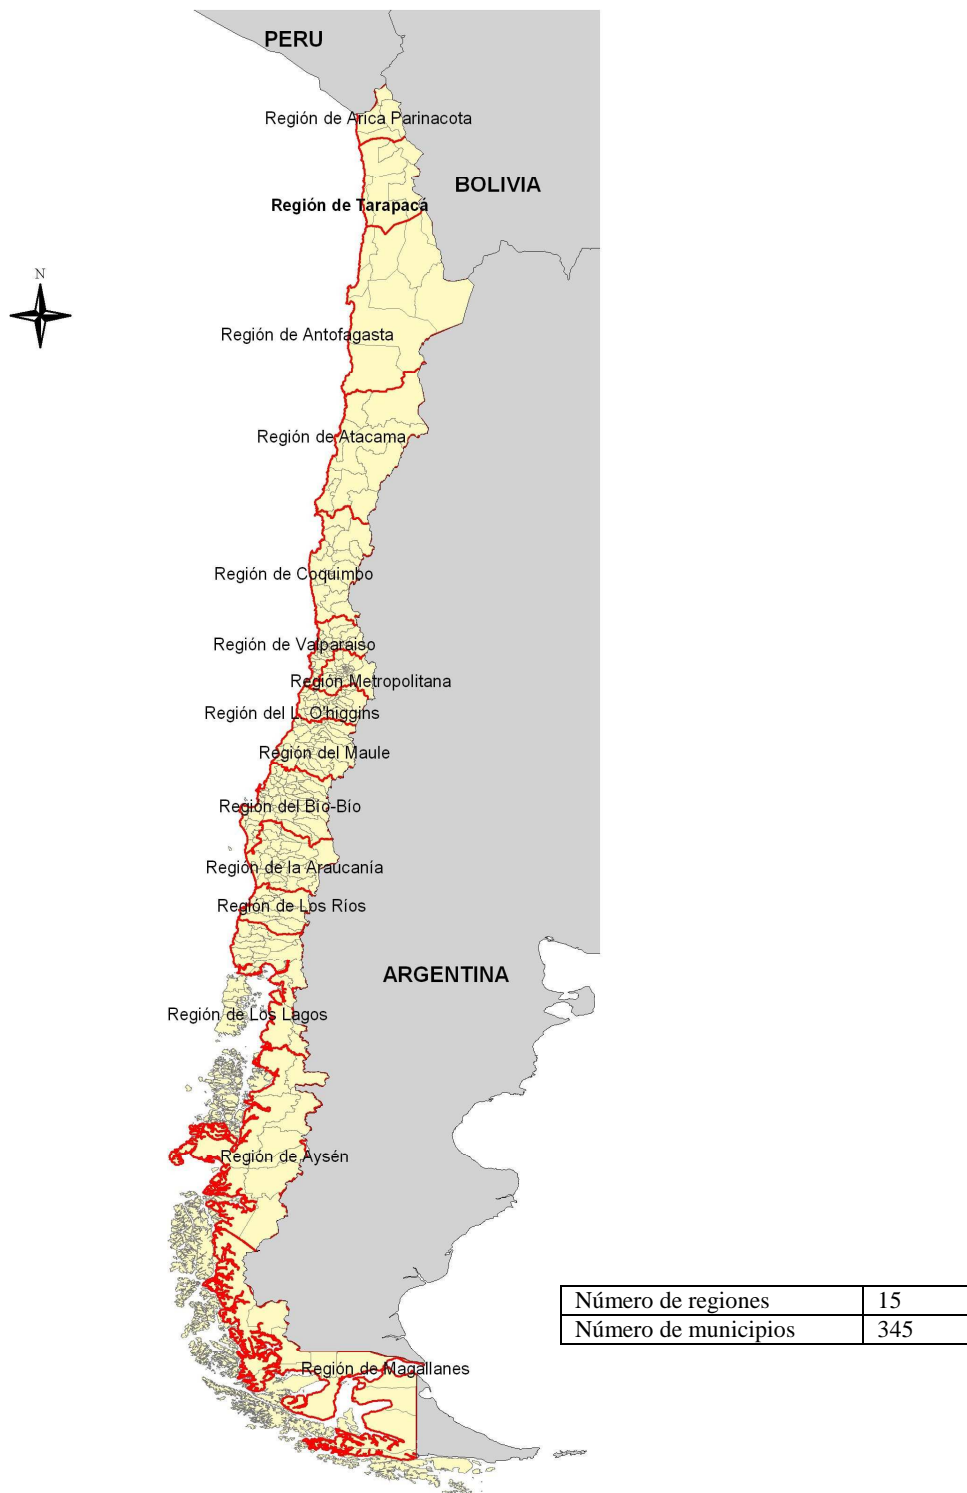 PERU
Región de Arica Parinacota
BOLIVIA
Región de Tarapacá
N
Región de Antofagasta
Región de Atacama
Región de Coquimbo
Región de Valparaiso
Región Metropolitana
Región del L. O'higgins
Región del Maule
Región del Bío-Bío
Región de la Araucanía
Región de Los Ríos
ARGENTINA
Región de Los Lagos
Región de Aysén
Número de regiones 15
Número de municipios 345
Región de Magallanes